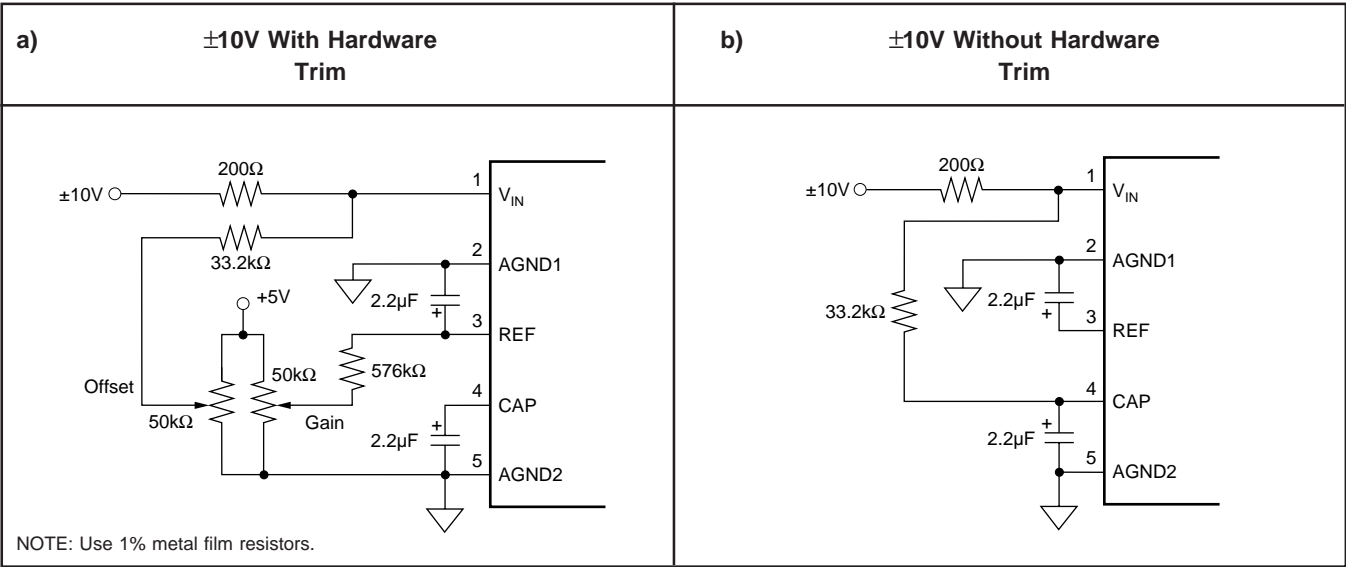 a)
±10V With Hardware
Trim
b)
±10V Without Hardware
Trim
200Ω
±10V
33.2kΩ
+5V
Offset
50kΩ
50kΩ
Gain
576kΩ
2.2µF
+
2.2µF
+
1
VIN
2
AGND1
3
REF
4
CAP
5
AGND2
NOTE: Use 1% metal film resistors.
200Ω
±10V
33.2kΩ
2.2µF
+
2.2µF
+
1
VIN
2
AGND1
3
REF
4
CAP
5
AGND2